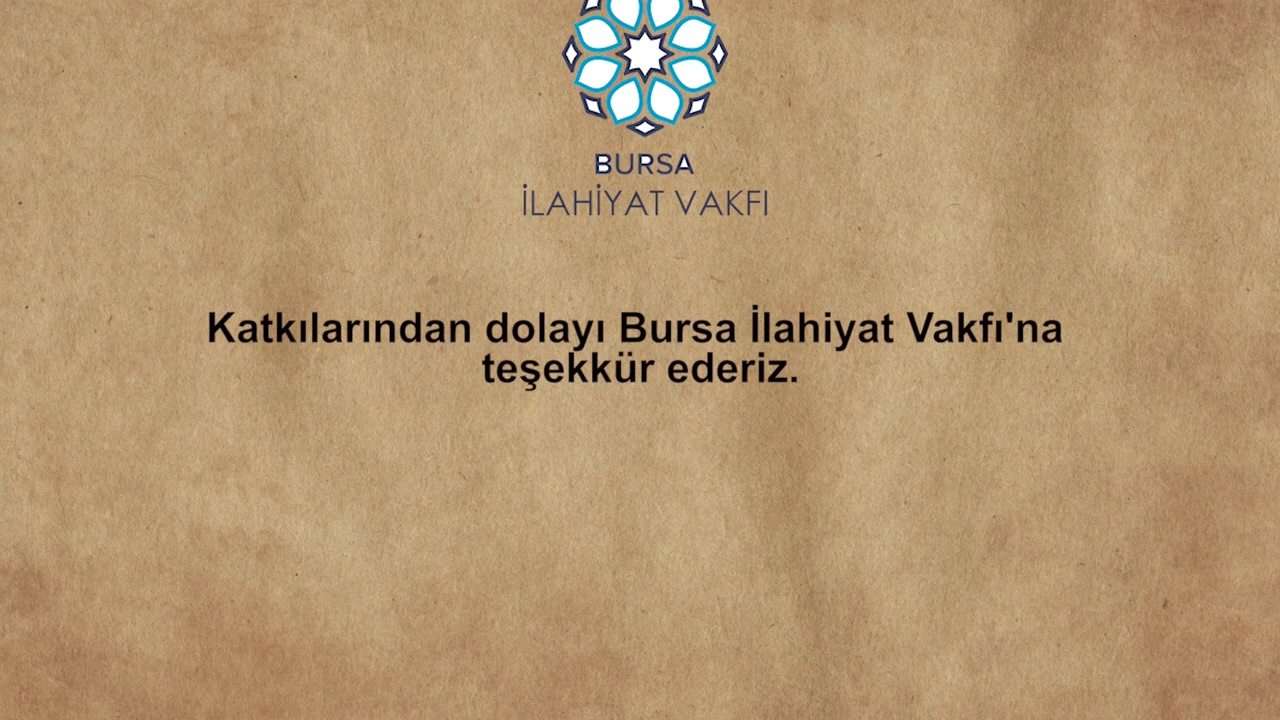 BURSA
İLAHİYAT VAKFI
Katkılarından dolayı Bursa İlahiyat Vakfı'na
teşekkür ederiz.